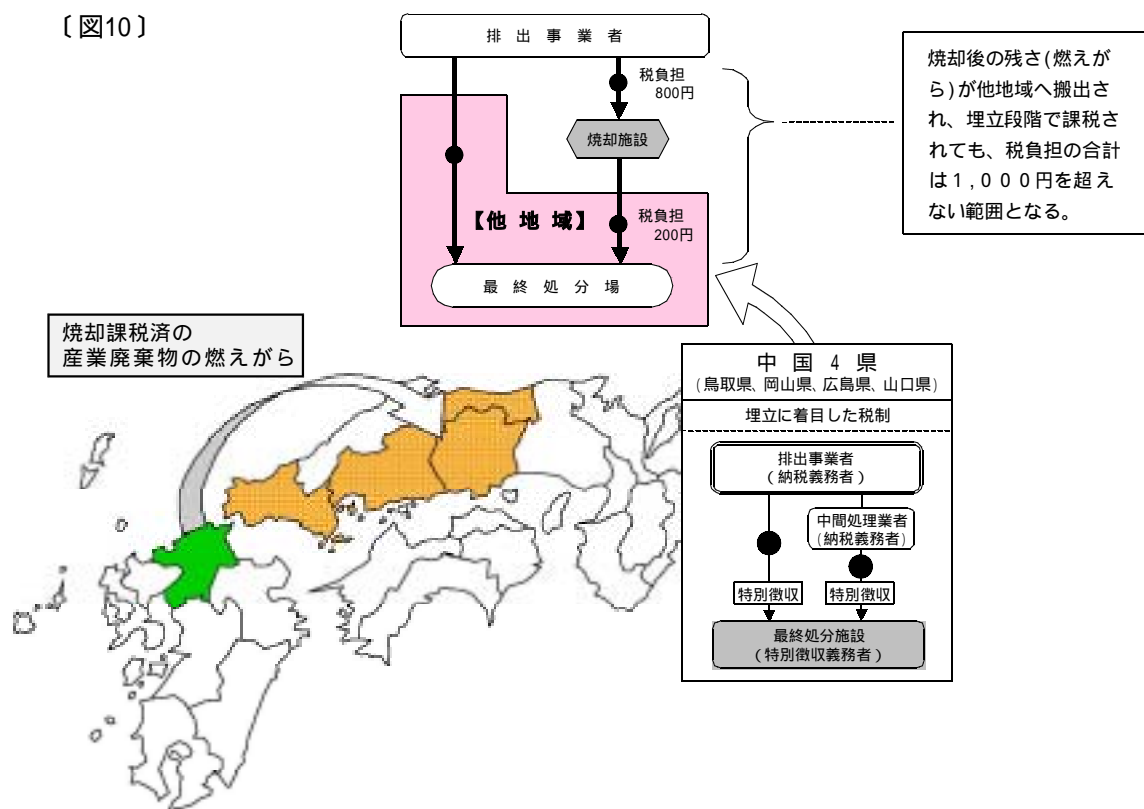 〔図10〕
排出事業者
税負担
800円
焼却施設
【他地域】
税負担
200円
最終処分場
焼却後の残さ(燃えが
ら)が他地域へ搬出さ
れ、埋立段階で課税さ
れても、税負担の合計
は1,000円を超え
ない範囲となる。
焼却課税済の
産業廃棄物の燃えがら
中国4県
(鳥取県、岡山県、広島県、山口県)
埋立に着目した税制
排出事業者
(納税義務者)
中間処理業者
(納税義務者)
特別徴収
特別徴収
最終処分施設
(特別徴収義務者)